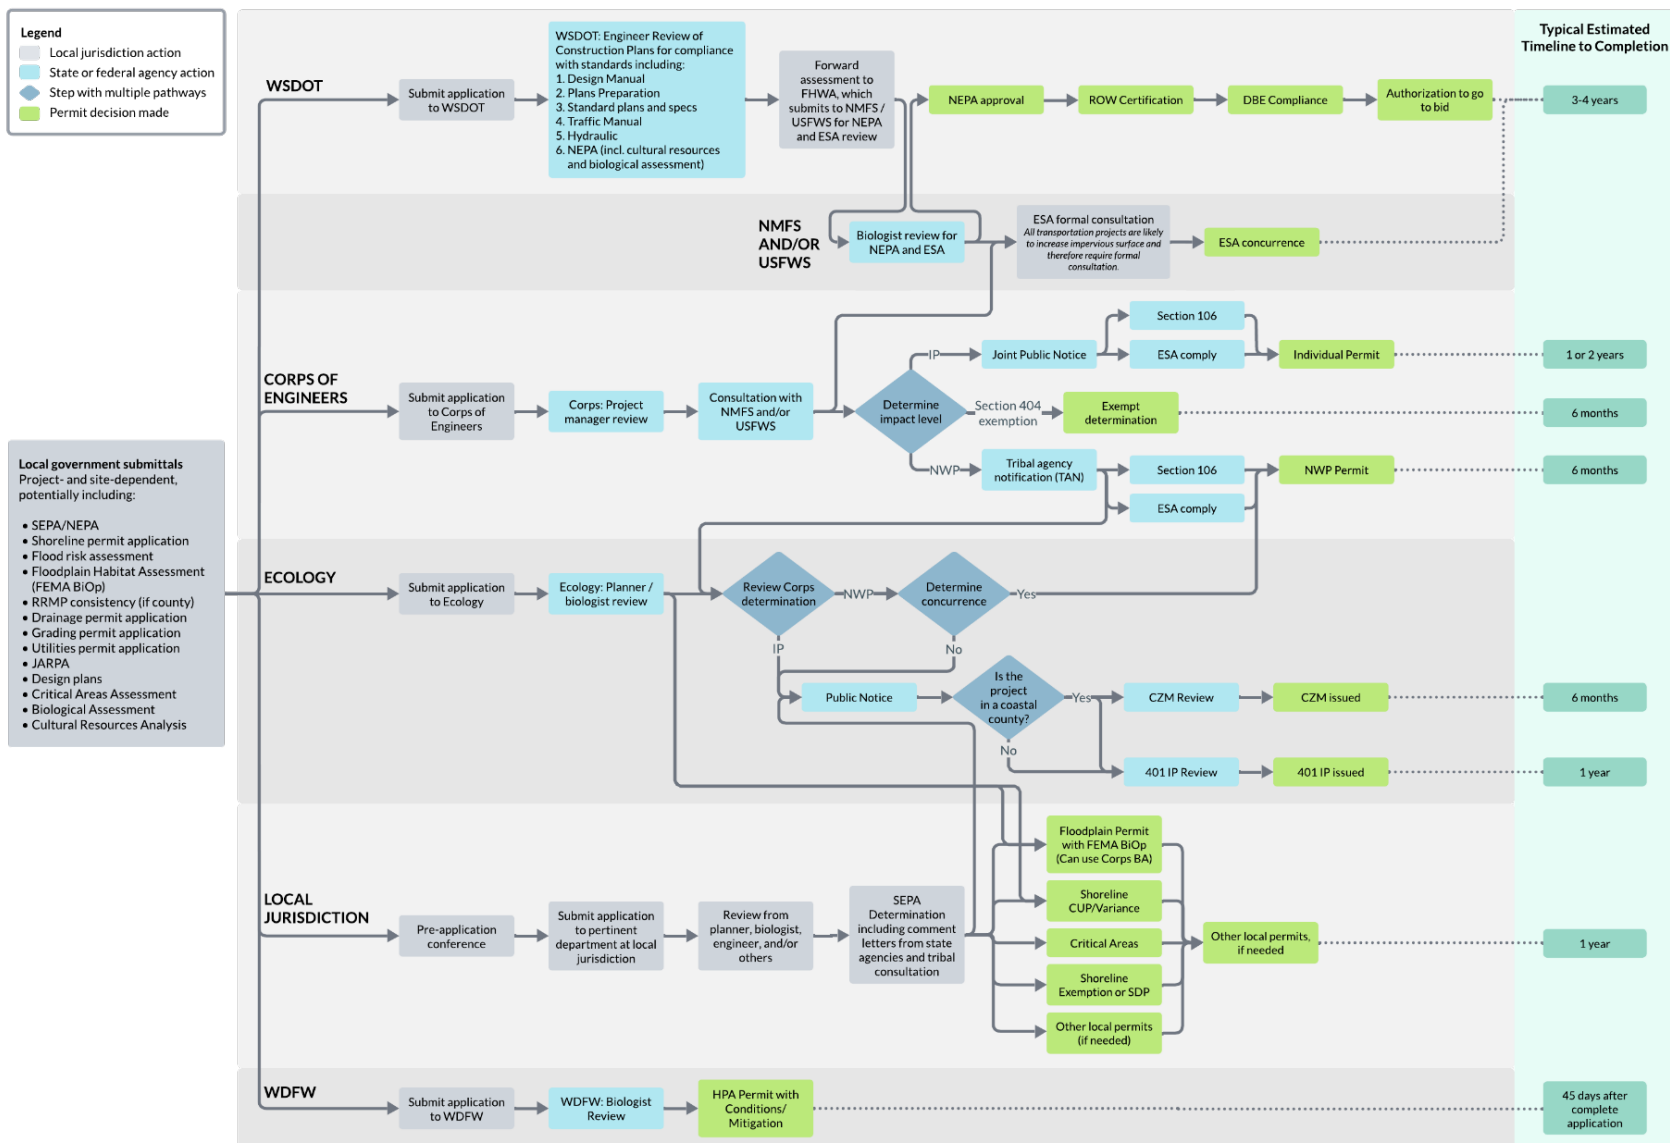 Legend
Local jurisdiction action
State or federal agency action
Step with multiple pathways
Permit decision made
Typical Estimated
Timeline to Completion
WSDOT
Submit application
to WSDOT
WSDOT: Engineer Review of
Construction Plans for compliance
with standards including:
1. Design Manual
2. Plans Preparation
3. Standard plans and specs
4. Traffic Manual
5. Hydraulic
6. NEPA (incl. cultural resources
and biological assessment)
Forward
assessment to
FHWA, which
submits to NMFS /
USFWS for NEPA
and ESA review
NEPA approval
ROW Certification
DBE Compliance
Authorization to go
to bid
3-4 years
NMFS
AND/OR
USFWS
Biologist review for
NEPA and ESA
ESA formal consultation
All transportation projects are likely
to increase impervious surface and
therefore require formal
consultation.
ESA concurrence
CORPS OF
ENGINEERS
Submit application
to Corps of
Engineers
Corps: Project
manager review
Consultation with
NMFS and/or
USFWS
Determine
impact level
IP
Joint Public Notice
Section 106
ESA comply
Individual Permit
1 or 2 years
Section 404
exemption
Exempt
determination
6 months
NWP
Tribal agency
notification (TAN)
Section 106
ESA comply
NWP Permit
6 months
Local government submittals
Project- and site-dependent,
potentially including:
• SEPA/NEPA
• Shoreline permit application
• Flood risk assessment
• Floodplain Habitat Assessment
(FEMA BiOp)
• RRMP consistency (if county)
• Drainage permit application
• Grading permit application
• Utilities permit application
• JARPA
• Design plans
• Critical Areas Assessment
• Biological Assessment
• Cultural Resources Analysis
ECOLOGY
Submit application
to Ecology
Ecology: Planner /
biologist review
Review Corps
determination
NWP
Determine
concurrence
Yes
IP
No
Public Notice
Is the
project
in a coastal
county?
Yes
CZM Review
CZM issued
6 months
No
401 IP Review
401 IP issued
1 year
LOCAL
JURISDICTION
Pre-application
conference
Submit application
to pertinent
department at local
jurisdiction
Review from
planner, biologist,
engineer, and/or
others
SEPA
Determination
including comment
letters from state
agencies and tribal
consultation
Floodplain Permit
with FEMA BiOp
(Can use Corps BA)
Shoreline
CUP/Variance
Critical Areas
Shoreline
Exemption or SDP
Other local permits
(if needed)
Other local permits,
if needed
1 year
WDFW
Submit application
to WDFW
WDFW: Biologist
Review
HPA Permit with
Conditions/
Mitigation
45 days after
complete
application